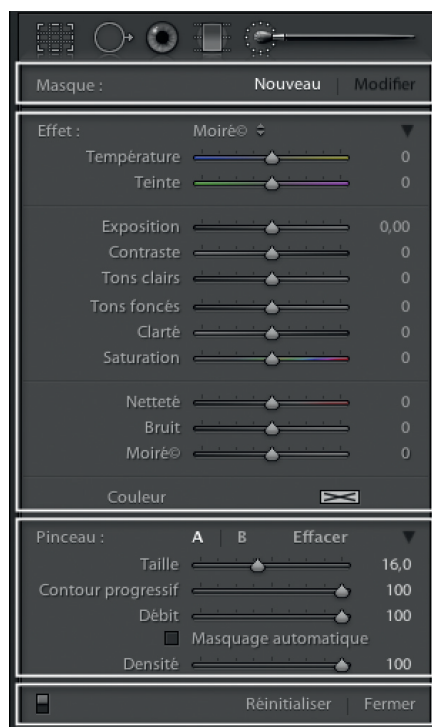 Masque : Nouveau | Modifier
Effet : Moiré©
Température 0
Teinte 0
Exposition 0,00
Contraste 0
Tons clairs 0
Tons foncés 0
Clarté 0
Saturation 0
Netteté 0
Bruit 0
Moiré© 0
Couleur
Pinceau : A | B Effacer
Taille 16,0
Contour progressif 100
Débit 100
Masquage automatique
Densité 100
Rèinitialiser | Fermer